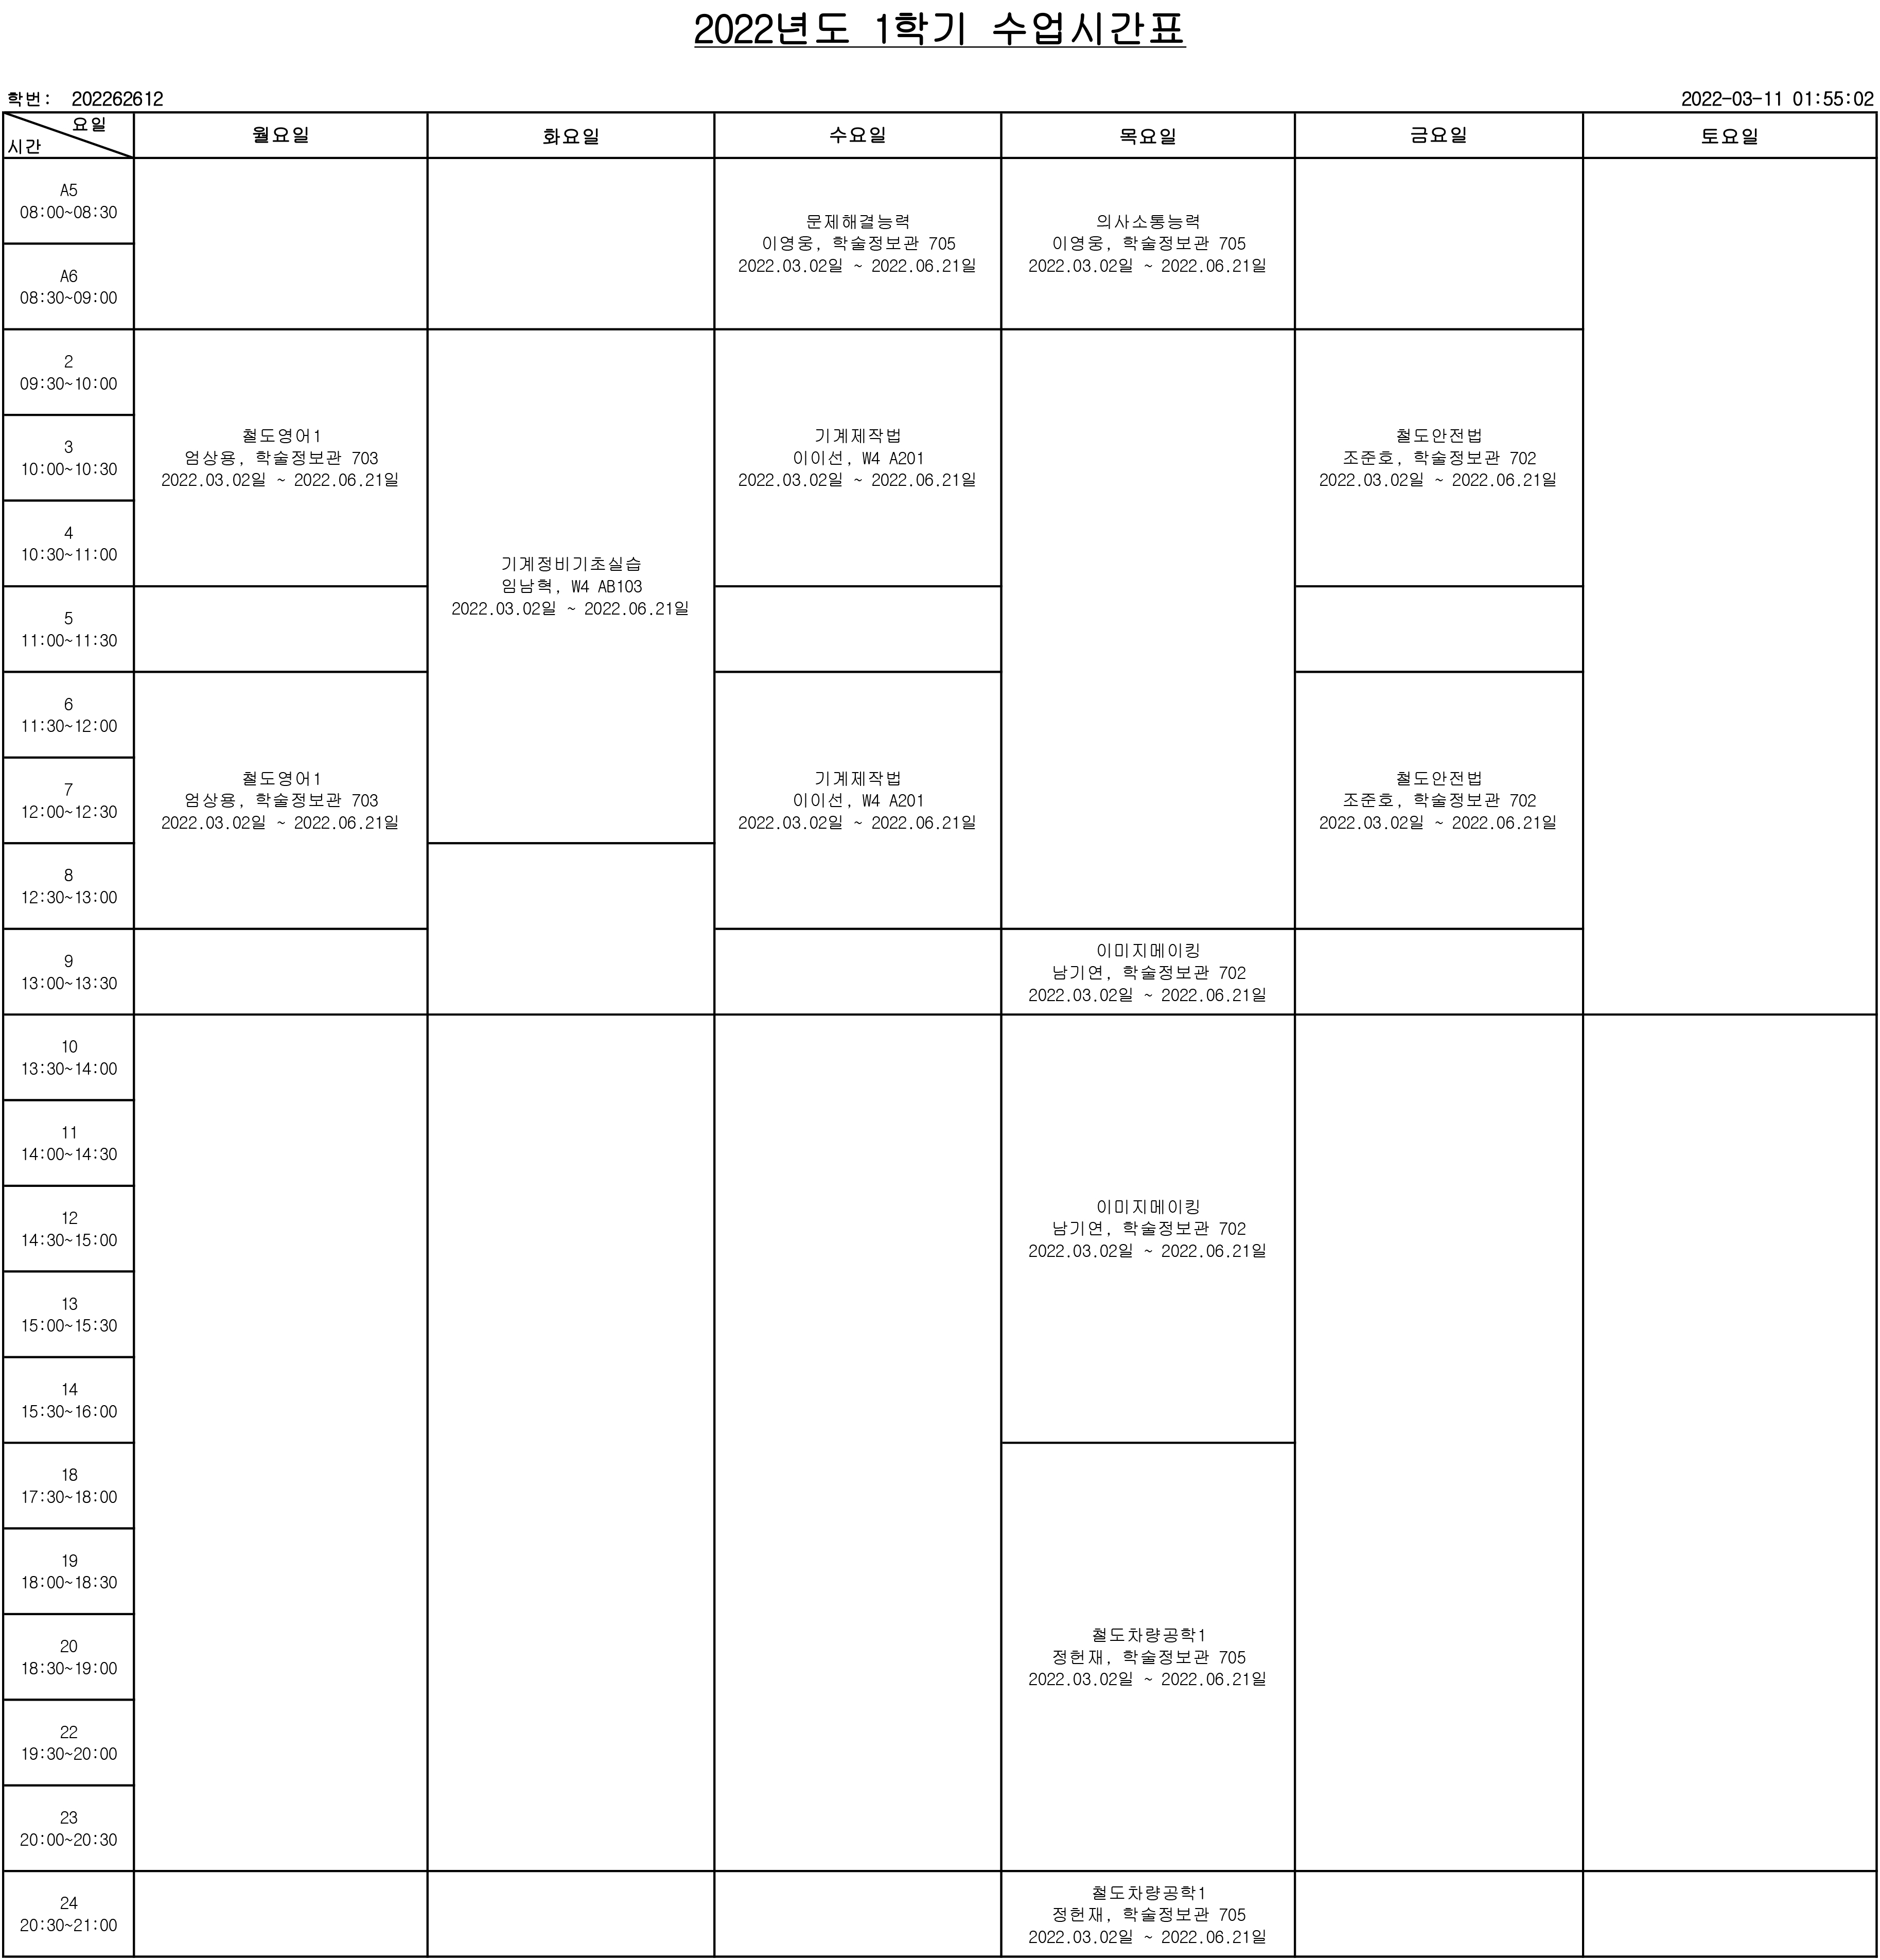 2022년도 1학기 수업시간표
학번: 202262612
2022-03-11 01:55:02
요일
시간
월요일
화요일
수요일
목요일
금요일
토요일
A5
08:00~08:30
문제해결능력
이영웅, 학술정보관 705
2022.03.02일 ~ 2022.06.21일
의사소통능력
이영웅, 학술정보관 705
2022.03.02일 ~ 2022.06.21일
A6
08:30~09:00
2
09:30~10:00
3
10:00~10:30
철도영어1
엄상용, 학술정보관 703
2022.03.02일 ~ 2022.06.21일
기계제작법
이이선, W4 A201
2022.03.02일 ~ 2022.06.21일
철도안전법
조준호, 학술정보관 702
2022.03.02일 ~ 2022.06.21일
4
10:30~11:00
기계정비기초실습
임남혁, W4 AB103
2022.03.02일 ~ 2022.06.21일
5
11:00~11:30
6
11:30~12:00
7
12:00~12:30
철도영어1
엄상용, 학술정보관 703
2022.03.02일 ~ 2022.06.21일
기계제작법
이이선, W4 A201
2022.03.02일 ~ 2022.06.21일
철도안전법
조준호, 학술정보관 702
2022.03.02일 ~ 2022.06.21일
8
12:30~13:00
9
13:00~13:30
이미지메이킹
남기연, 학술정보관 702
2022.03.02일 ~ 2022.06.21일
10
13:30~14:00
11
14:00~14:30
12
14:30~15:00
이미지메이킹
남기연, 학술정보관 702
2022.03.02일 ~ 2022.06.21일
13
15:00~15:30
14
15:30~16:00
18
17:30~18:00
19
18:00~18:30
20
18:30~19:00
철도차량공학1
정헌재, 학술정보관 705
2022.03.02일 ~ 2022.06.21일
22
19:30~20:00
23
20:00~20:30
24
20:30~21:00
철도차량공학1
정헌재, 학술정보관 705
2022.03.02일 ~ 2022.06.21일